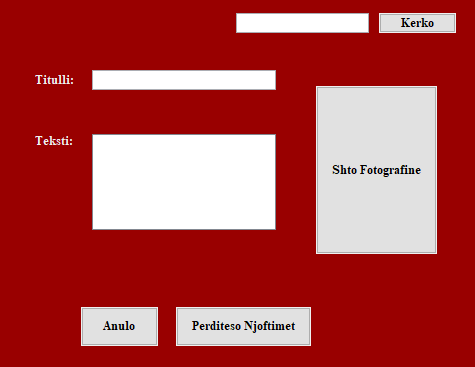 Kerko
Titulli:
Teksti:
Shto Fotografine
Anulo
Perditeso Njoftimet